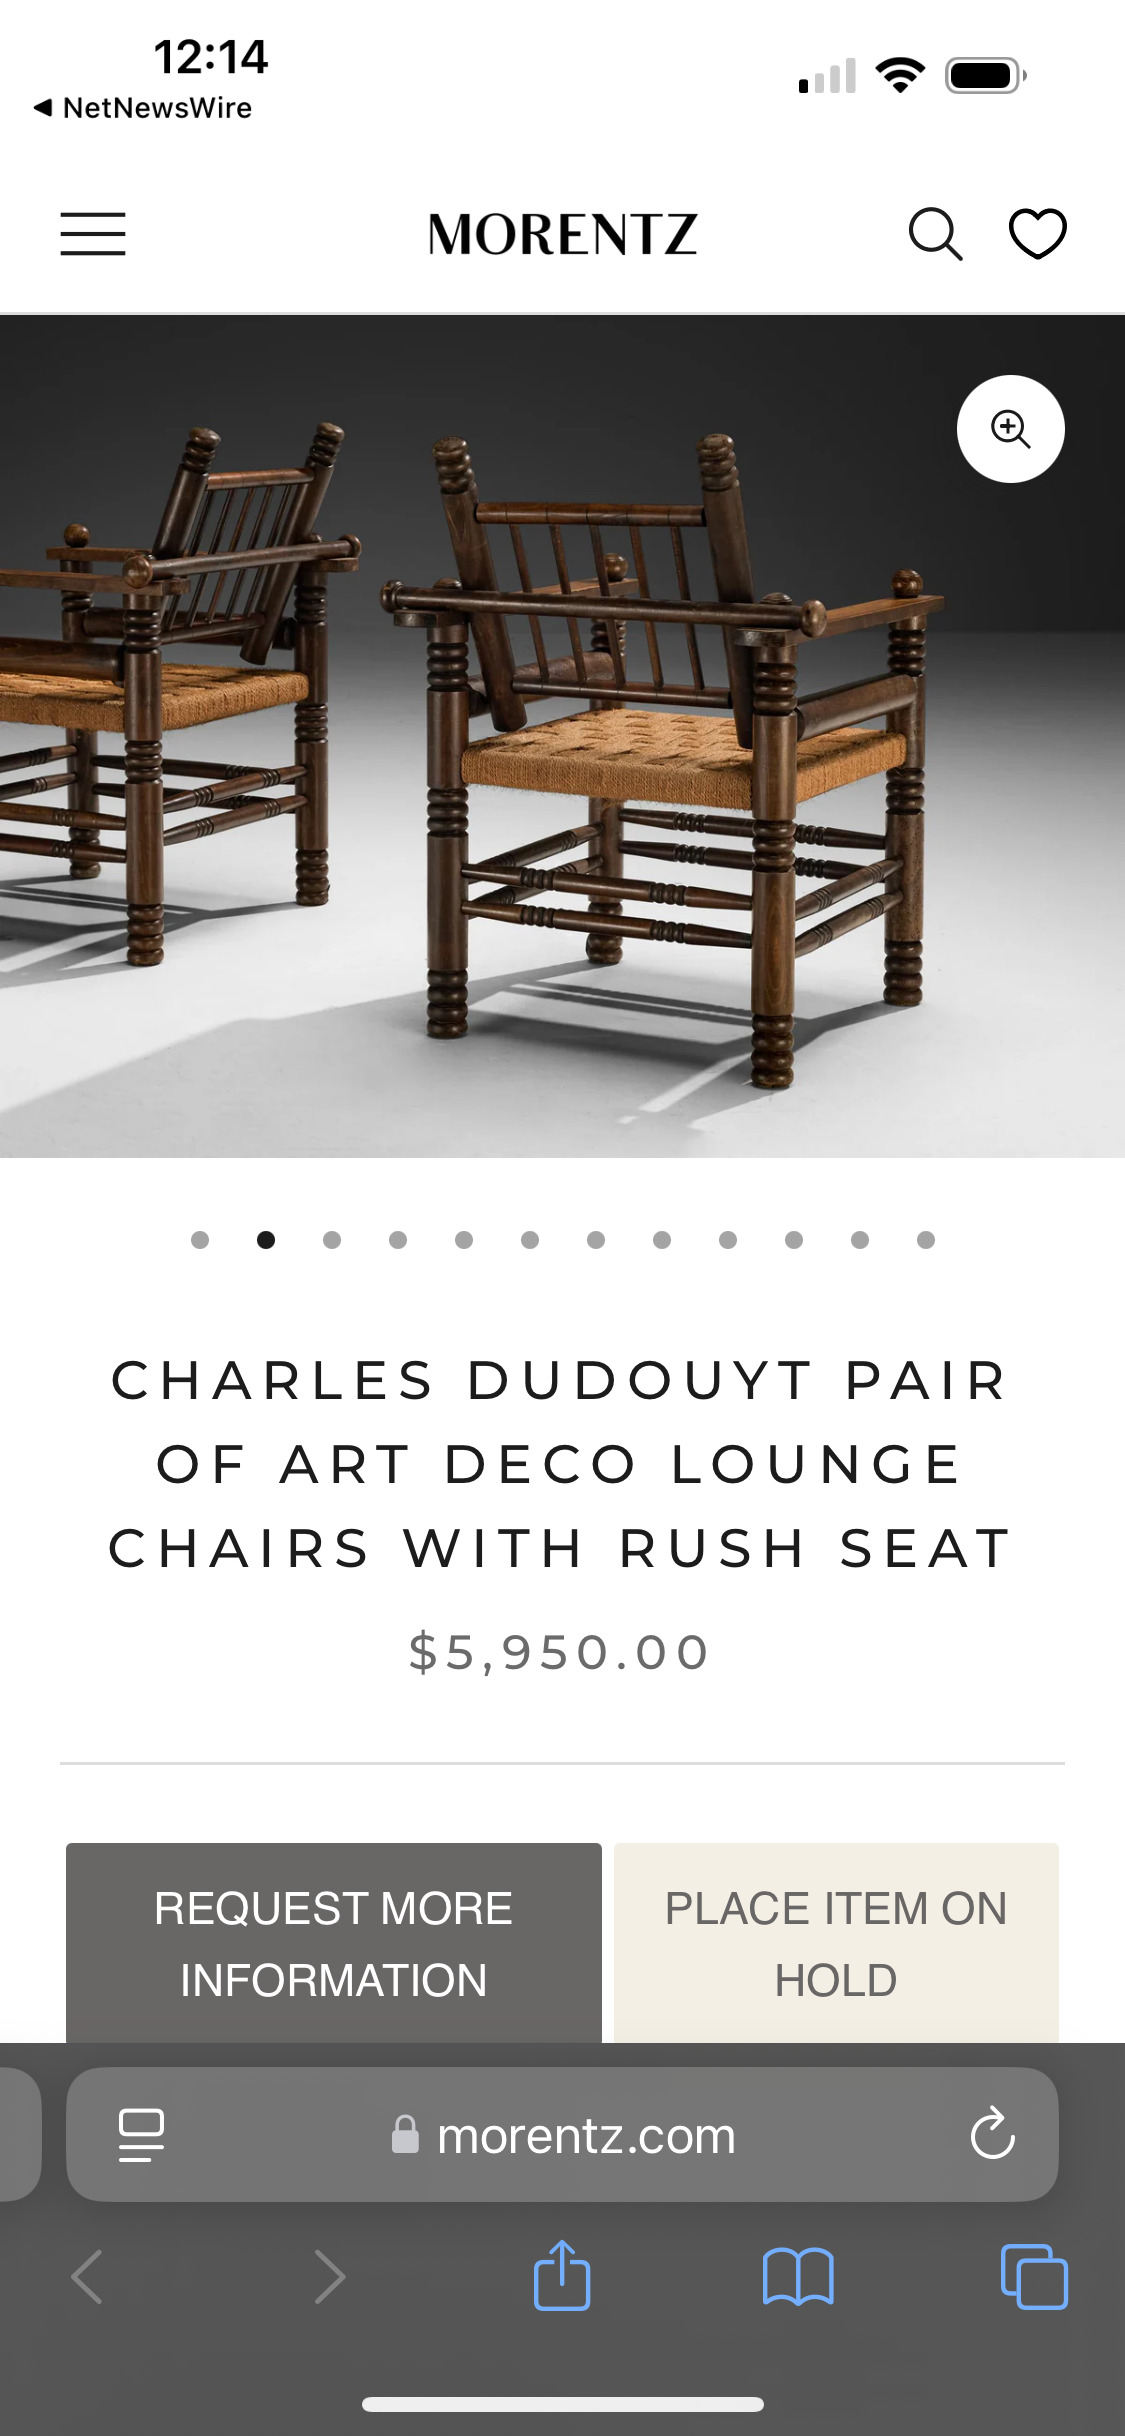 12:14
◀ NetNewsWire
MORENTZ
CHARLES DUDOUYT PAIR
OF ART DECO LOUNGE
CHAIRS WITH RUSH SEAT
$5,950.00
REQUEST MORE
INFORMATION
PLACE ITEM ON
HOLD
morentz.com